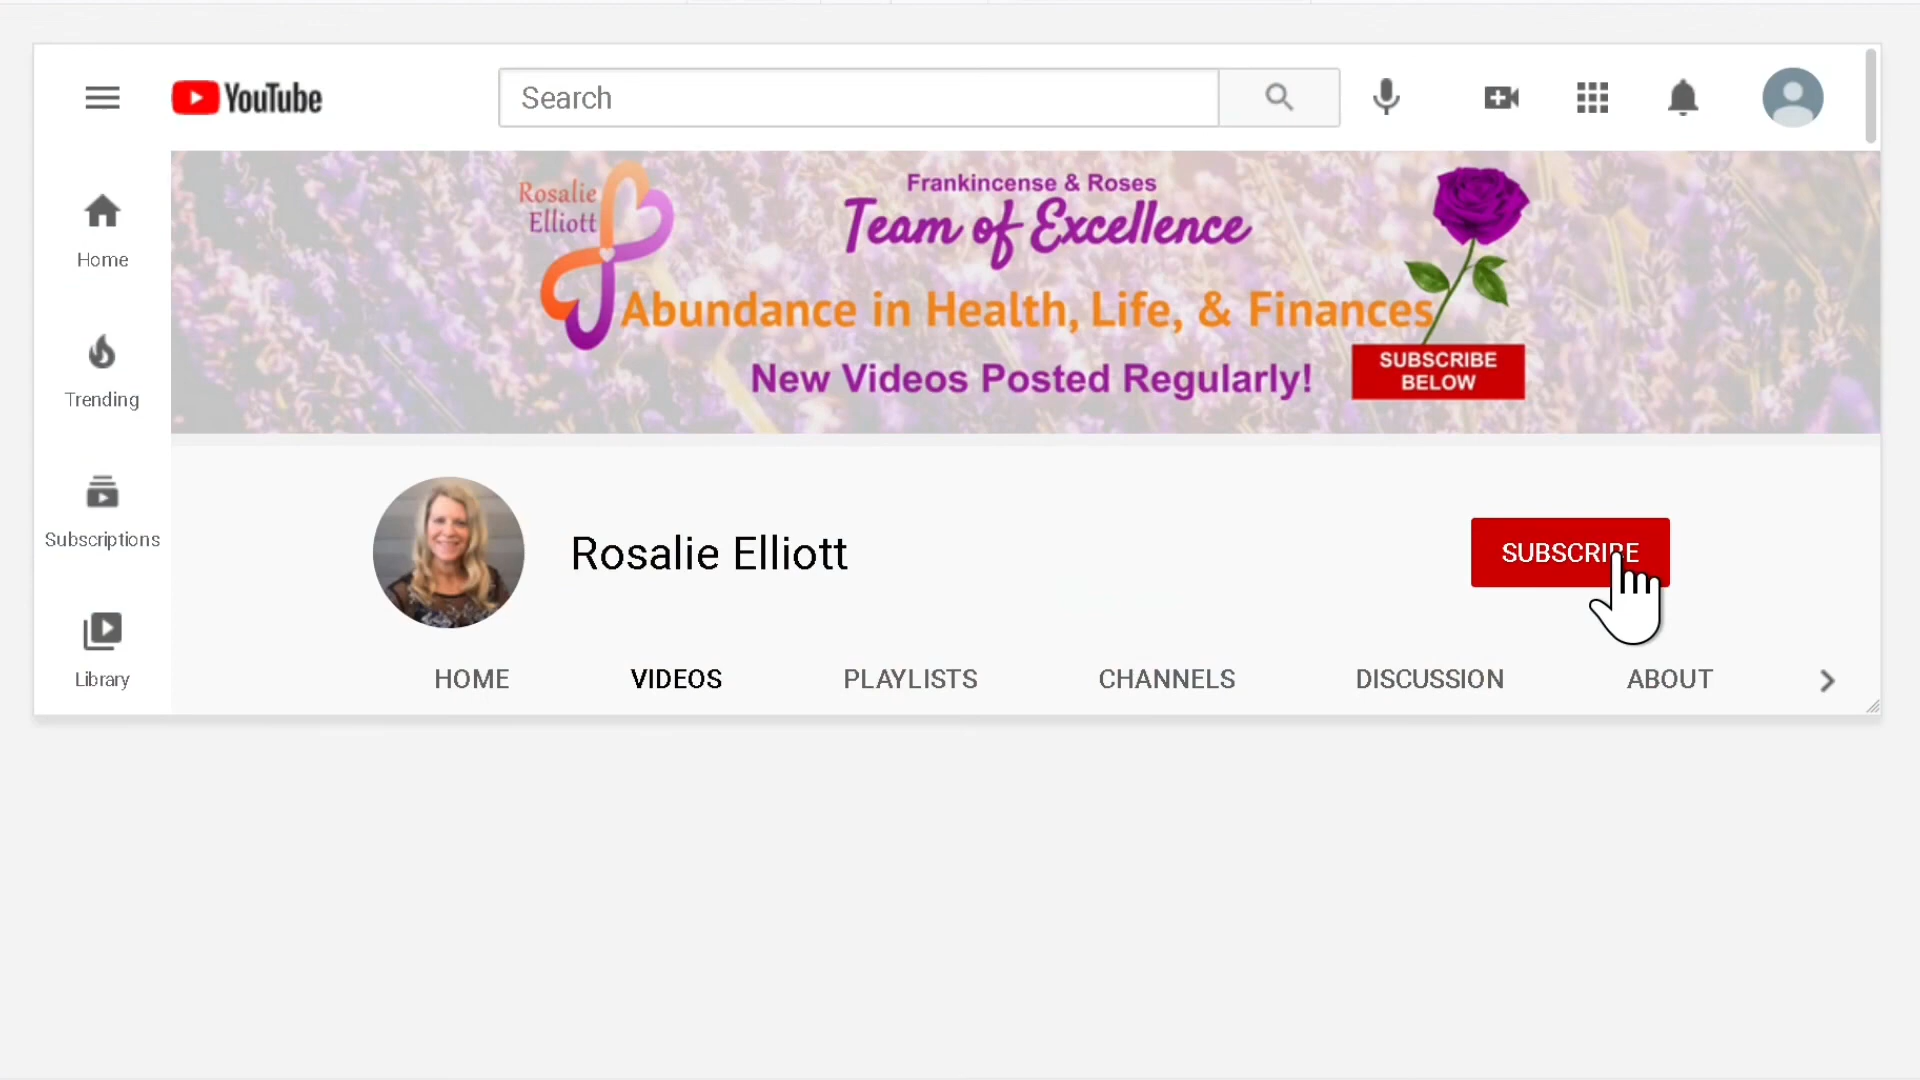 YouTube
Search
Home
Trending
Subscriptions
Library
Rosalie
Elliott
Frankincense & Roses
Team of Excellence
Abundance in Health, Life, & Finances
New Videos Posted Regularly!
SUBSCRIBE
BELOW
Rosalie Elliott
SUBSCRIBE
HOME VIDEOS PLAYLISTS CHANNELS DISCUSSION ABOUT